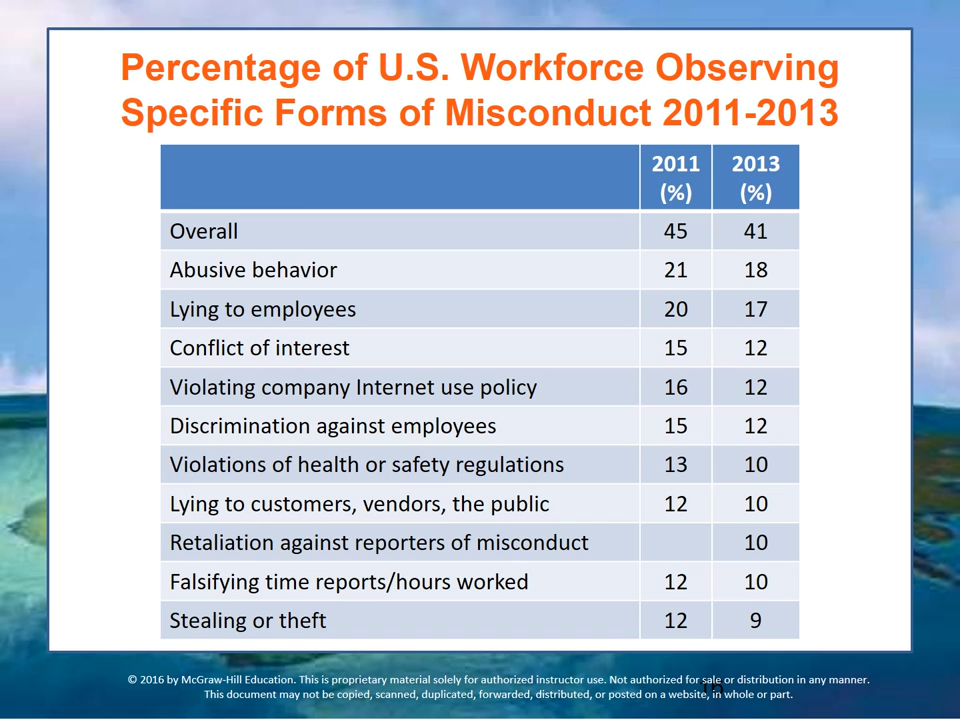 Percentage of U.S. Workforce Observing
Specific Forms of Misconduct 2011-2013
2011 (%) 2013 (%)
Overall 45 41
Abusive behavior 21 18
Lying to employees 20 17
Conflict of interest 15 12
Violating company Internet use policy 16 12
Discrimination against employees 15 12
Violations of health or safety regulations 13 10
Lying to customers, vendors, the public 12 10
Retaliation against reporters of misconduct 10
Falsifying time reports/hours worked 12 10
Stealing or theft 12 9
© 2016 by McGraw-Hill Education. This is proprietary material solely for authorized instructor use. Not authorized for sale or distribution in any manner.
This document may not be copied, scanned, duplicated, forwarded, distributed, or posted on a website, in whole or part.